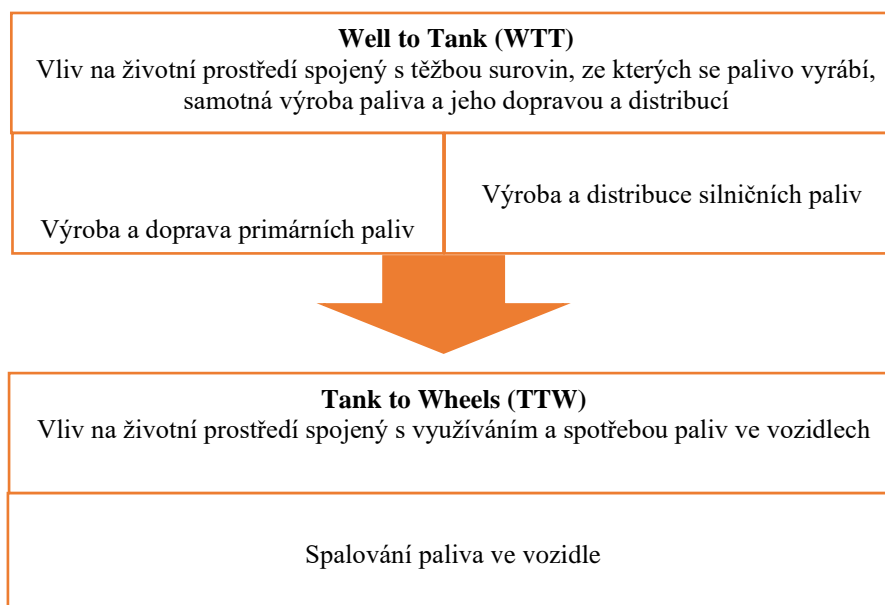 Well to Tank (WTT)
Vliv na životní prostředí spojený s těžbou surovin, ze kterých se palivo vyrábí,
samotná výroba paliva a jeho dopravou a distribucí
Výroba a doprava primárních paliv
Výroba a distribuce silničních paliv
Tank to Wheels (TTW)
Vliv na životní prostředí spojený s využíváním a spotřebou paliv ve vozidlech
Spalování paliva ve vozidle